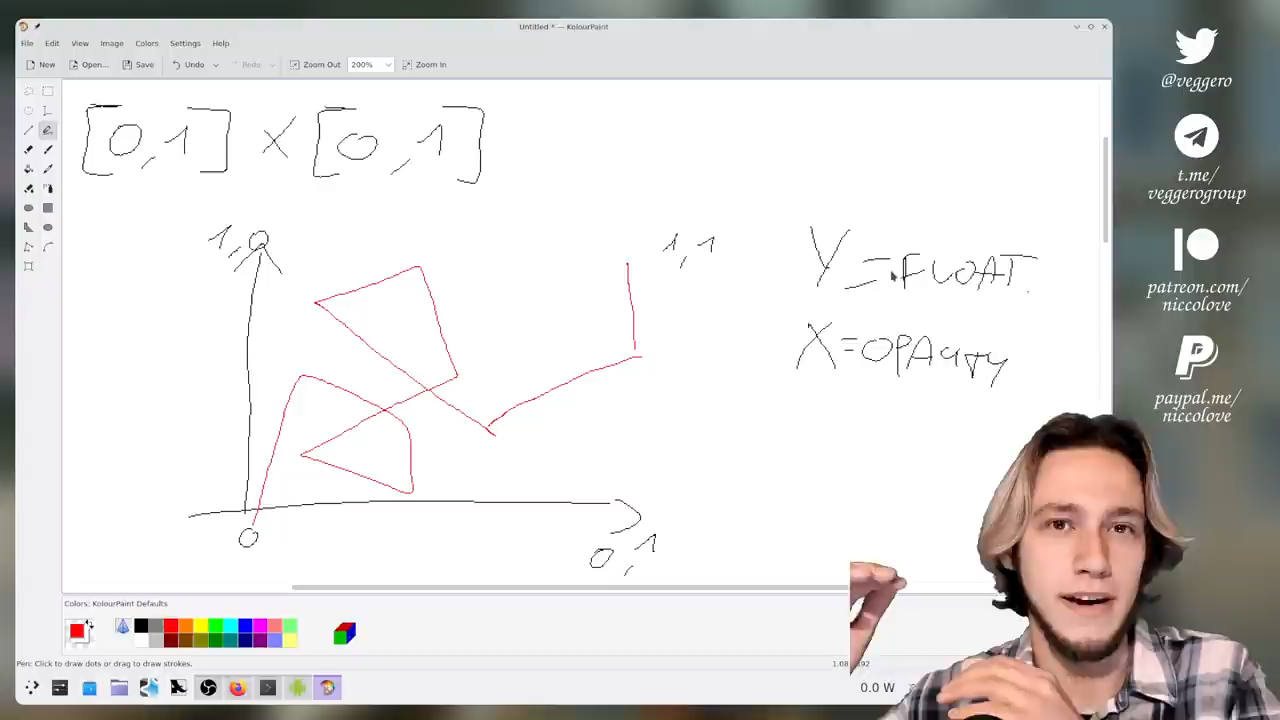 Untitled * — KolourPaint
File Edit View Image Colors Settings Help
New Open... Save Undo Redo Zoom Out 200% Zoom In
[0,1] X [0,1]
1,0
1,1
Y=FLOAT
X=OPACITY
0
0,1
Colors: KolourPaint Defaults
Pen: Click to draw dots or drag to draw strokes.
0.0 W
@veggero
t.me/
veggerogroup
patreon.com/
niccolove
paypal.me/
niccolove